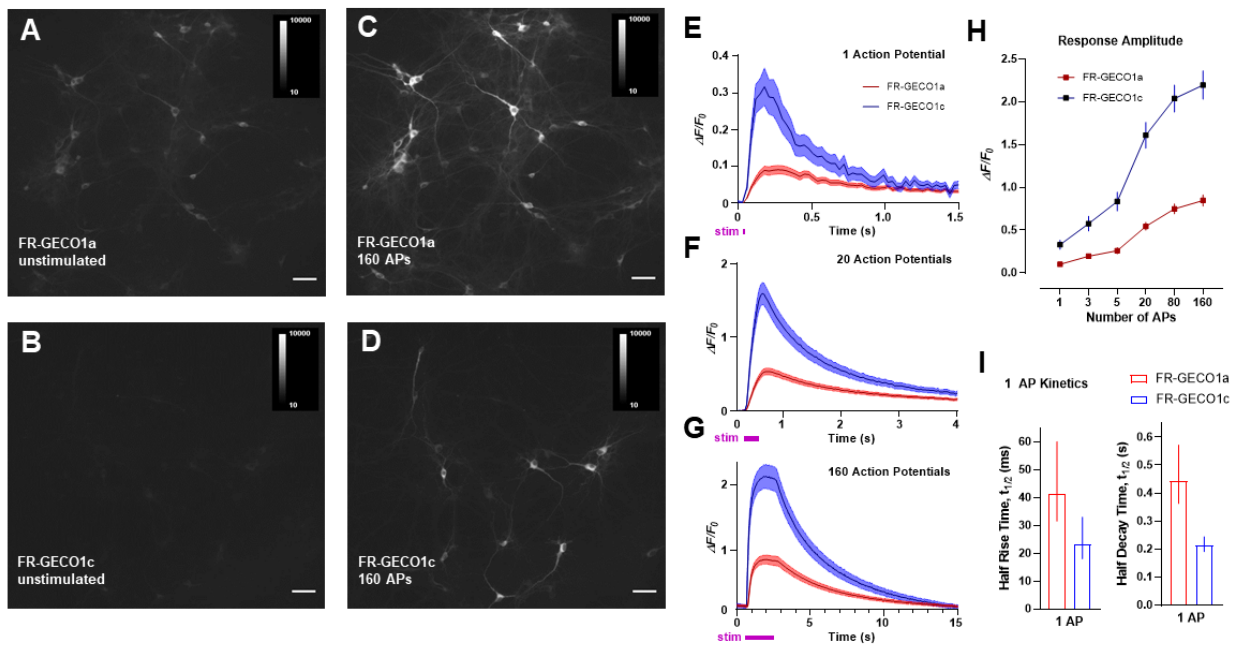 A
10000
10
FR-GECO1a
unstimulated
C
10000
10
FR-GECO1a
160 APs
B
10000
10
FR-GECO1c
unstimulated
D
10000
10
FR-GECO1c
160 APs
E
1 Action Potential
FR-GECO1a
FR-GECO1c
ΔF/F0
0.4
0.3
0.2
0.1
0
0 0.5 1.0 1.5
stim
Time (s)
F
20 Action Potentials
ΔF/F0
2
1
0
0 1 2 3 4
stim
Time (s)
G
160 Action Potentials
ΔF/F0
2
1
0
0 5 10 15
stim
Time (s)
H
Response Amplitude
FR-GECO1a
FR-GECO1c
ΔF/F0
2.5
2.0
1.5
1.0
0.5
0.0
1 3 5 20 80 160
Number of APs
I
1 AP Kinetics
FR-GECO1a
FR-GECO1c
Half Rise Time, t1/2 (ms)
60
50
40
30
20
10
0
1 AP
Half Decay Time, t1/2 (s)
0.6
0.5
0.4
0.3
0.2
0.1
0.0
1 AP